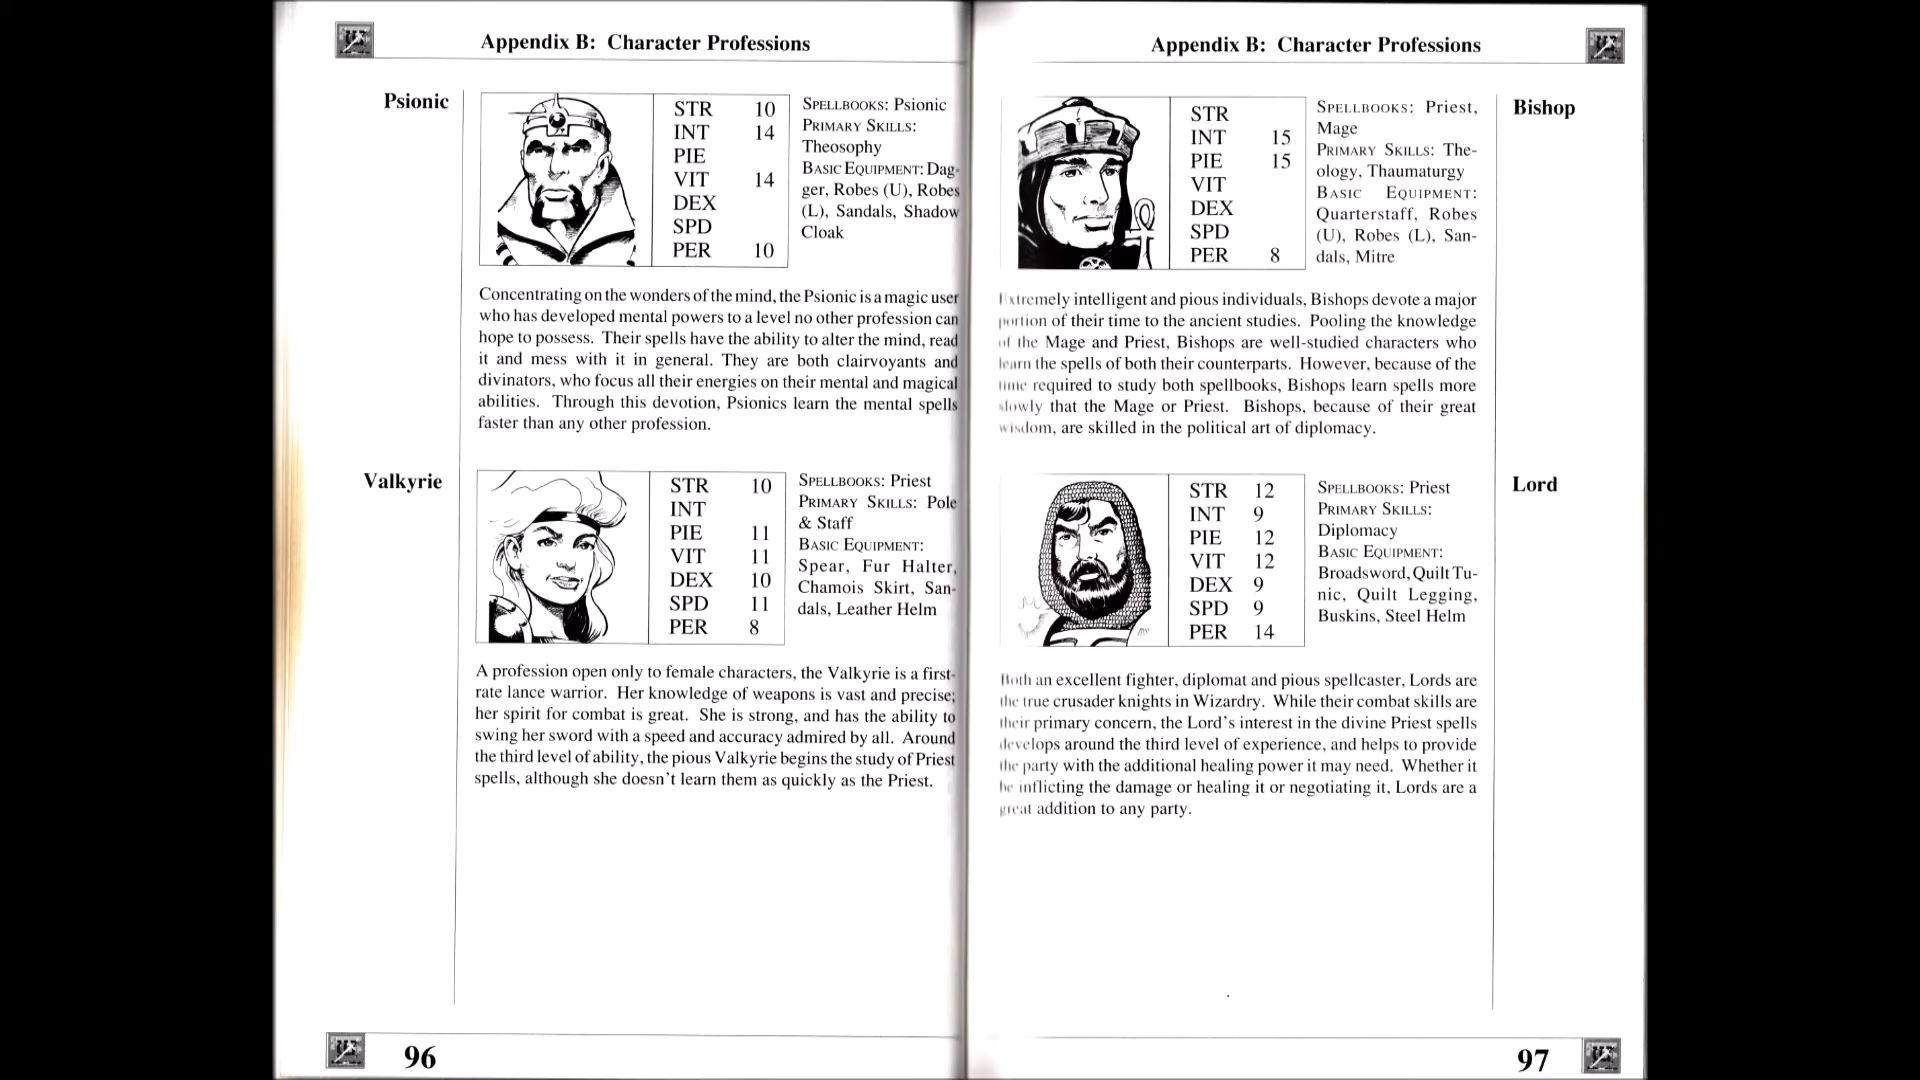 Appendix B: Character Professions
Psionic
STR 10
INT 14
PIE
VIT 14
DEX
SPD
PER 10
SPELLBOOKS: Psionic
PRIMARY SKILLS:
Theosophy
BASIC EQUIPMENT: Dag-
ger, Robes (U), Robes
(L), Sandals, Shadow
Cloak
Concentrating on the wonders of the mind, the Psionic is a magic user
who has developed mental powers to a level no other profession can
hope to possess. Their spells have the ability to alter the mind, read
it and mess with it in general. They are both clairvoyants and
divinators, who focus all their energies on their mental and magical
abilities. Through this devotion, Psionics learn the mental spells
faster than any other profession.
Valkyrie
STR 10
INT
PIE 11
VIT 11
DEX 10
SPD 11
PER 8
SPELLBOOKS: Priest
PRIMARY SKILLS: Pole
& Staff
BASIC EQUIPMENT:
Spear, Fur Halter,
Chamois Skirt, San-
dals, Leather Helm
A profession open only to female characters, the Valkyrie is a first-
rate lance warrior. Her knowledge of weapons is vast and precise;
her spirit for combat is great. She is strong, and has the ability to
swing her sword with a speed and accuracy admired by all. Around
the third level of ability, the pious Valkyrie begins the study of Priest
spells, although she doesn't learn them as quickly as the Priest.
96
Appendix B: Character Professions
Bishop
STR
INT 15
PIE 15
VIT
DEX
SPD
PER 8
SPELLBOOKS: Priest,
Mage
PRIMARY SKILLS: The-
ology, Thaumaturgy
BASIC EQUIPMENT:
Quarterstaff, Robes
(U), Robes (L), San-
dals, Mitre
Extremely intelligent and pious individuals, Bishops devote a major
portion of their time to the ancient studies. Pooling the knowledge
of the Mage and Priest, Bishops are well-studied characters who
learn the spells of both their counterparts. However, because of the
time required to study both spellbooks, Bishops learn spells more
slowly that the Mage or Priest. Bishops, because of their great
wisdom, are skilled in the political art of diplomacy.
Lord
STR 12
INT 9
PIE 12
VIT 12
DEX 9
SPD 9
PER 14
SPELLBOOKS: Priest
PRIMARY SKILLS:
Diplomacy
BASIC EQUIPMENT:
Broadsword, Quilt Tu-
nic, Quilt Legging,
Buskins, Steel Helm
Both an excellent fighter, diplomat and pious spellcaster, Lords are
the true crusader knights in Wizardry. While their combat skills are
their primary concern, the Lord's interest in the divine Priest spells
develops around the third level of experience, and helps to provide
the party with the additional healing power it may need. Whether it
be inflicting the damage or healing it or negotiating it, Lords are a
great addition to any party.
97